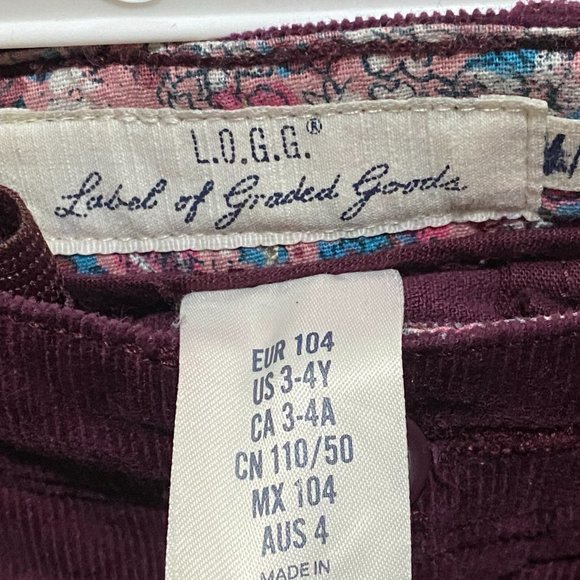 L.O.G.G.®
Label of Graded Goods
EUR 104
US 3-4Y
CA 3-4A
CN 110/50
MX 104
AUS 4
MADE IN